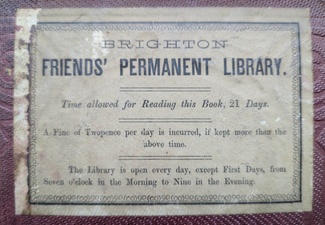 BRIGHTON
FRIENDS' PERMANENT LIBRARY.
Time allowed for Reading this Book, 21 Days.
A Fine of Twopence per day is incurred, if kept more than the
above time.
The Library is open every day, except First Days, from
Seven o'clock in the Morning to Nine in the Evening.